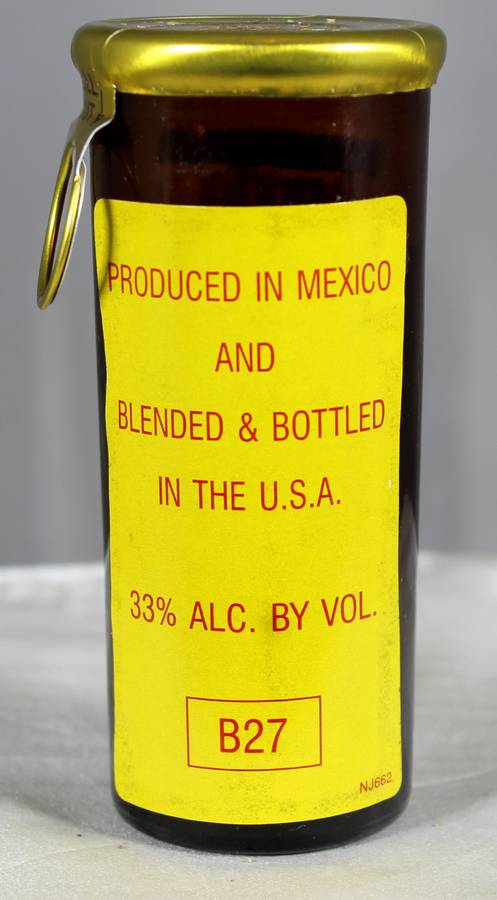 PRODUCED IN MEXICO
AND
BLENDED & BOTTLED
IN THE U.S.A.
33% ALC. BY VOL.
B27
NJ662